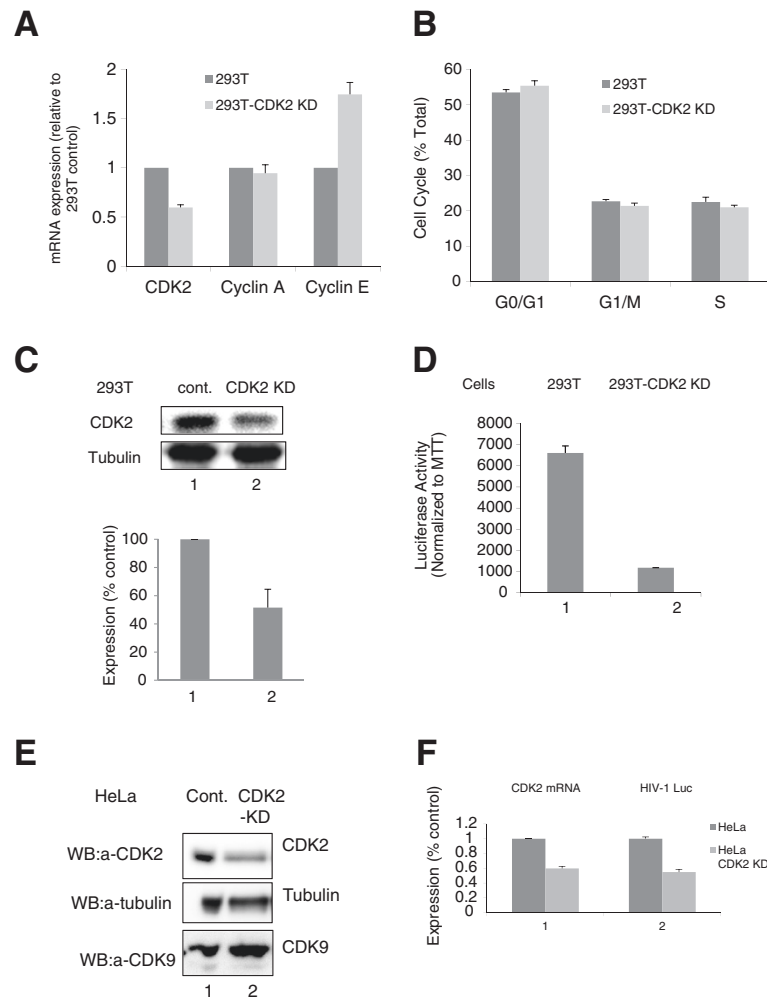 A
mRNA expression (relative to
293T control)
2
1.5
1
0.5
0
293T
293T-CDK2 KD
CDK2 Cyclin A Cyclin E
B
Cell Cycle (% Total)
60
50
40
30
20
10
0
293T
293T-CDK2 KD
G0/G1 G1/M S
C
293T cont. CDK2 KD
CDK2
Tubulin
1 2
Expression (% control)
100
80
60
40
20
0
1 2
D
Cells 293T 293T-CDK2 KD
Luciferase Activity
(Normalized to MTT)
8000
7000
6000
5000
4000
3000
2000
1000
0
1 2
E
HeLa Cont. CDK2
-KD
WB:a-CDK2 CDK2
WB:a-tubulin Tubulin
WB:a-CDK9 CDK9
1 2
F
CDK2 mRNA HIV-1 Luc
Expression (% control)
1.2
1
0.8
0.6
0.4
0.2
0
HeLa
HeLa
CDK2 KD
1 2